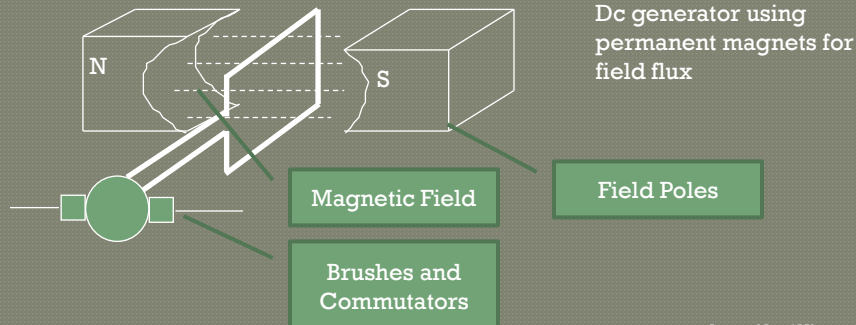 Dc generator using
permanent magnets for
field flux
N
S
Magnetic Field
Field Poles
Brushes and
Commutators